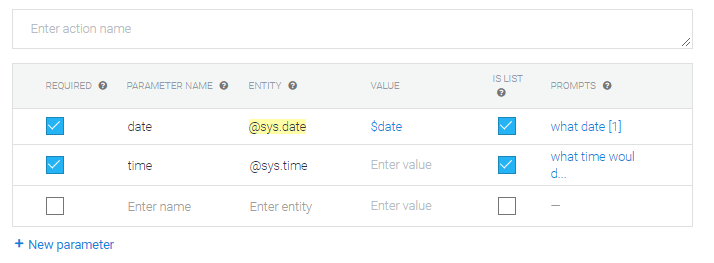 Enter action name
REQUIRED PARAMETER NAME ENTITY VALUE IS LIST PROMPTS
date @sys.date $date what date [1]
time @sys.time Enter value what time woul d...
Enter name Enter entity Enter value —
+ New parameter